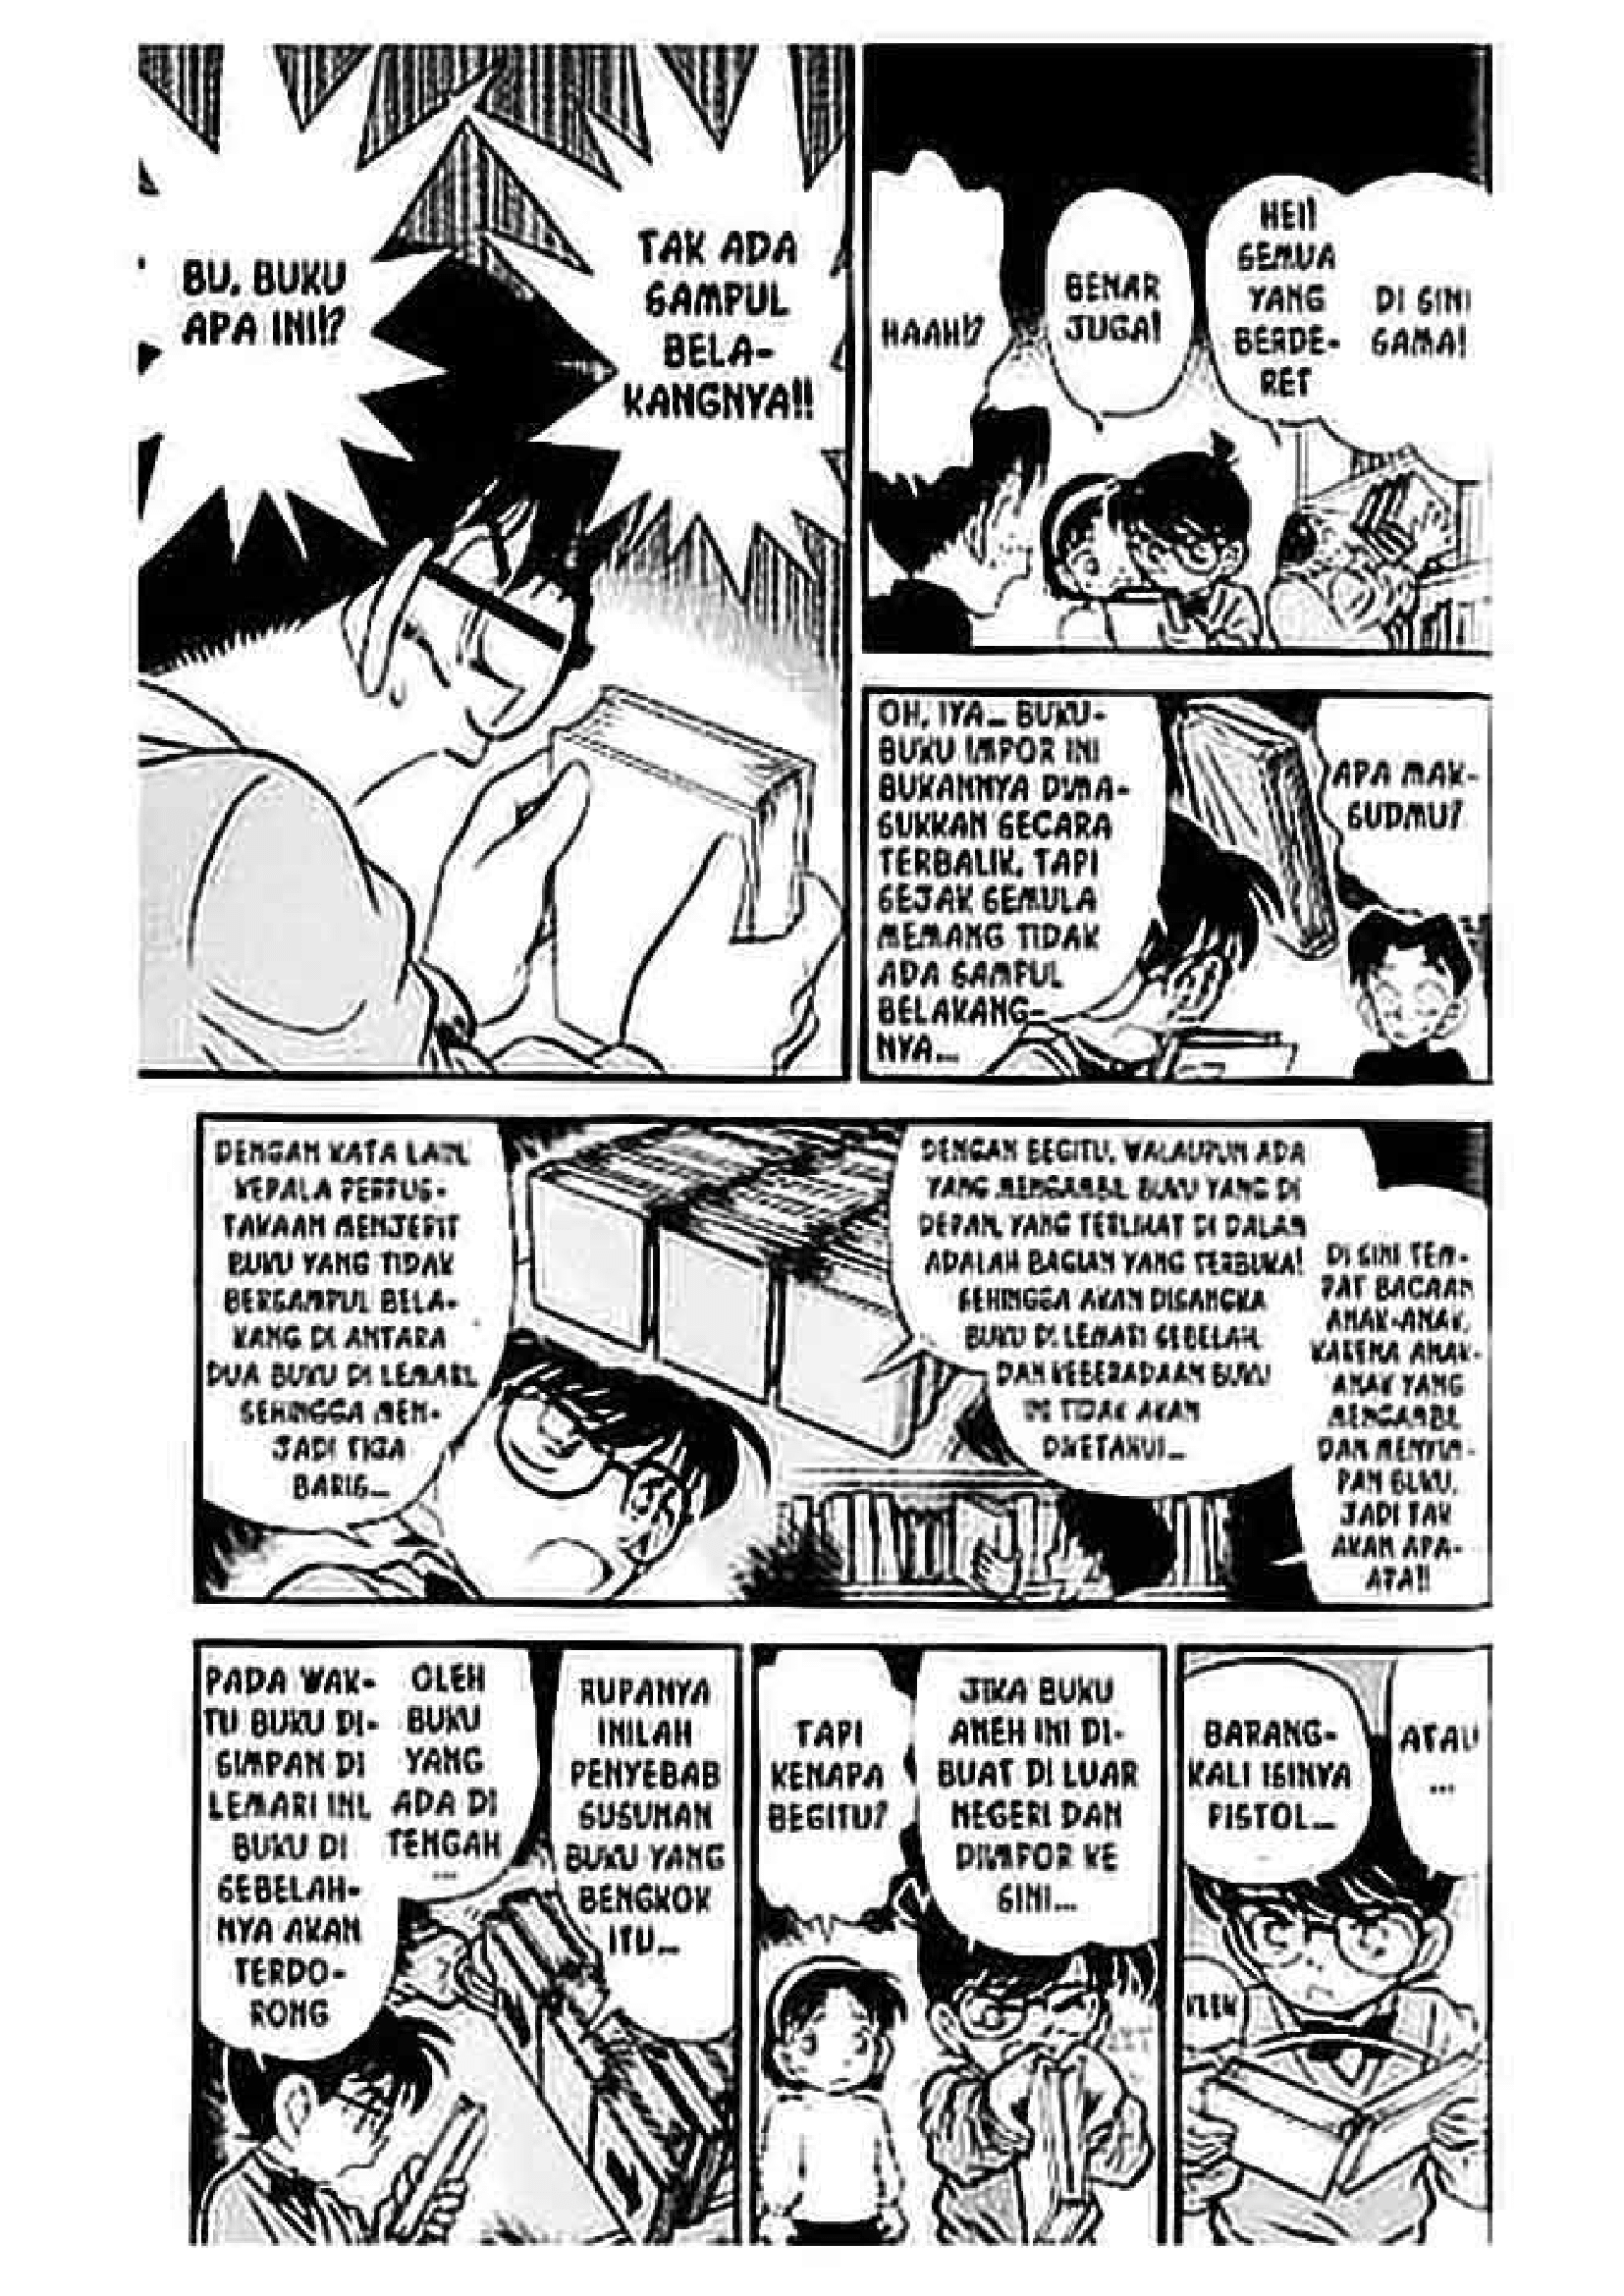 DI SINI
SAMA!
HEI!
SEMUA
YANG
BERDE-
RET
BENAR
JUGA!
HAAH!?
APA MAK-
SUDMU?
OH, IYA... BUKU-
BUKU IMPOR INI
BUKANNYA DIMA-
SUKKAN SECARA
TERBALIK, TAPI
SEJAK SEMULA
MEMANG TIDAK
ADA SAMPUL
BELAKANG-
NYA...
TAK ADA
SAMPUL
BELA-
KANGNYA!!
BU, BUKU
APA INI!?
DI SINI TEM-
PAT BACAAN
ANAK-ANAK,
KARENA ANAK-
ANAK YANG
MENGAMBIL
DAN MENYIM-
PAN BUKU,
JADI TAK
AKAN APA-
APA!!
DENGAN BEGITU, WALAUPUN ADA
YANG MENGAMBIL BUKU YANG DI
DEPAN, YANG TERLIHAT DI DALAM
ADALAH BAGIAN YANG TERBUKA!
SEHINGGA AKAN DISANGKA
BUKU DI LEMARI SEBELAH
DAN KEBERADAAN BUKU
INI TIDAK AKAN
DIKETAHUI...
DENGAN KATA LAIN,
KEPALA PERPUS-
TAKAAN MENJEPIT
BUKU YANG TIDAK
BERSAMPUL BELA-
KANG DI ANTARA
DUA BUKU DI LEMARI,
SEHINGGA MEN-
JADI TIGA
BARIS...
ATAU
...
BARANG-
KALI ISINYA
PISTOL...
JIKA BUKU
ANEH INI DI-
BUAT DI LUAR
NEGERI DAN
DIIMPOR KE
SINI...
TAPI
KENAPA
BEGITU?
RUPANYA
INILAH
PENYEBAB
SUSUNAN
BUKU YANG
BENGKOK
ITU...
OLEH
BUKU
YANG
ADA DI
TENGAH
...
PADA WAK-
TU BUKU DI-
SIMPAN DI
LEMARI INI,
BUKU DI
SEBELAH-
NYA AKAN
TERDO-
RONG